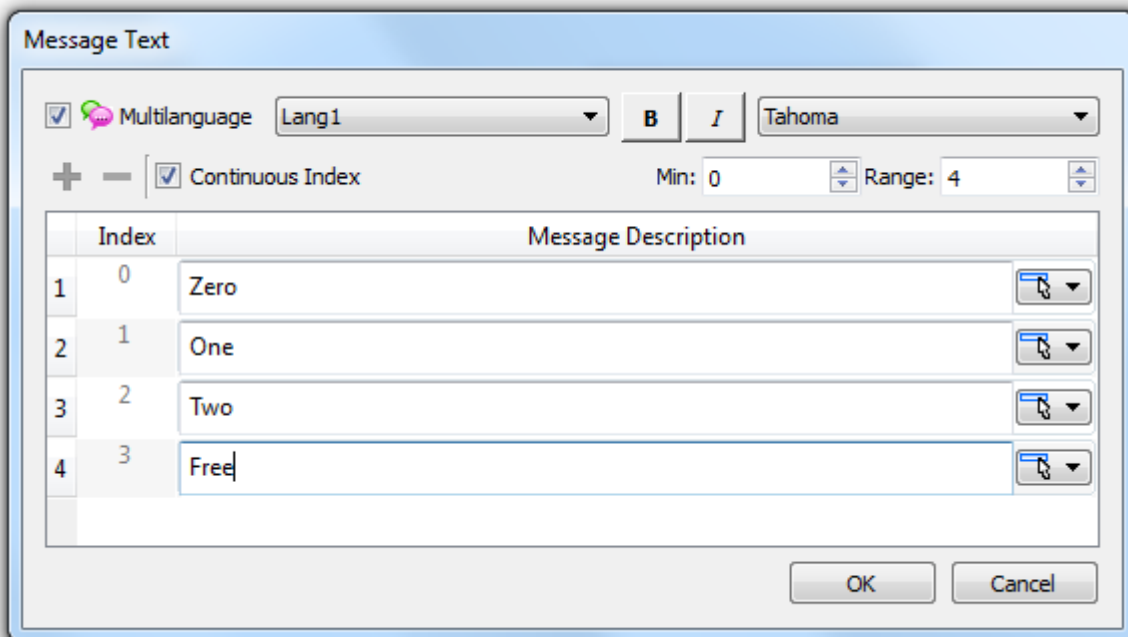 Message Text
Multilanguage Lang1 B I Tahoma
Continuous Index Min: 0 Range: 4
Index Message Description
1 0 Zero
2 1 One
3 2 Two
4 3 Free
OK Cancel